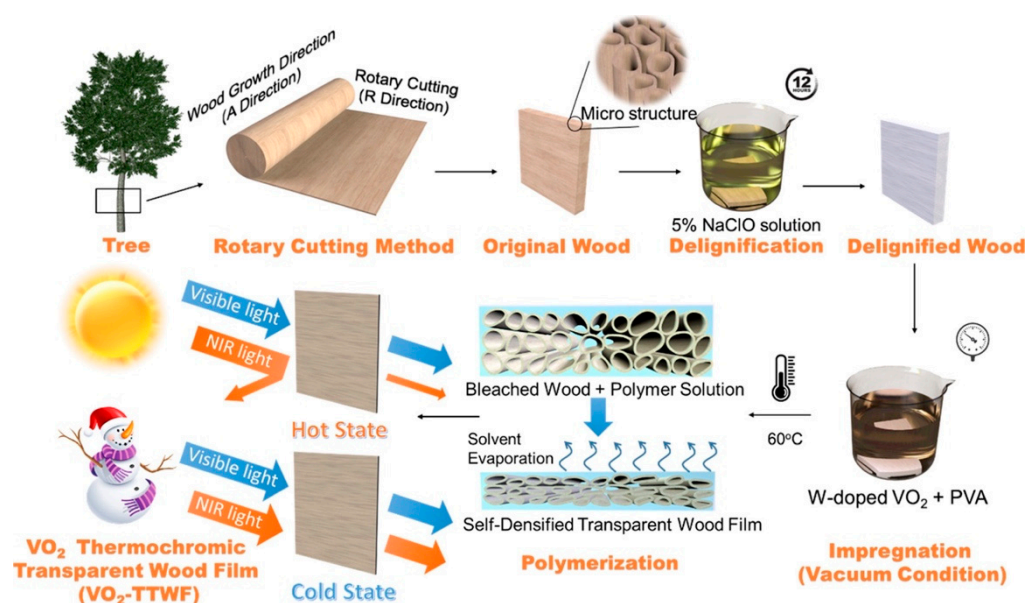 Wood Growth Direction
(A Direction)
Rotary Cutting
(R Direction)
Micro structure
12
HOURS
5% NaClO solution
Tree
Rotary Cutting Method
Original Wood
Delignification
Delignified Wood
Visible light
NIR light
Hot State
Bleached Wood + Polymer Solution
60°C
Solvent
Evaporation
Self-Densified Transparent Wood Film
W-doped VO₂ + PVA
Visible light
NIR light
VO₂ Thermochromic
Transparent Wood Film
(VO₂-TTWF)
Cold State
Polymerization
Impregnation
(Vacuum Condition)